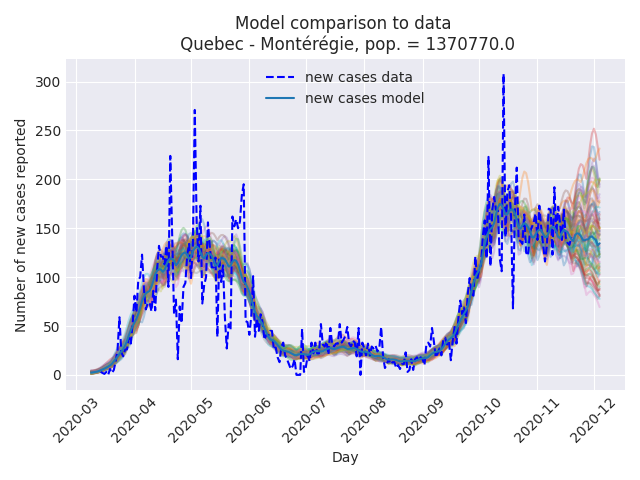 Model comparison to data
Quebec - Montérégie, pop. = 1370770.0
new cases data
new cases model
Number of new cases reported
300
250
200
150
100
50
0
2020-03
2020-04
2020-05
2020-06
2020-07
2020-08
2020-09
2020-10
2020-11
2020-12
Day